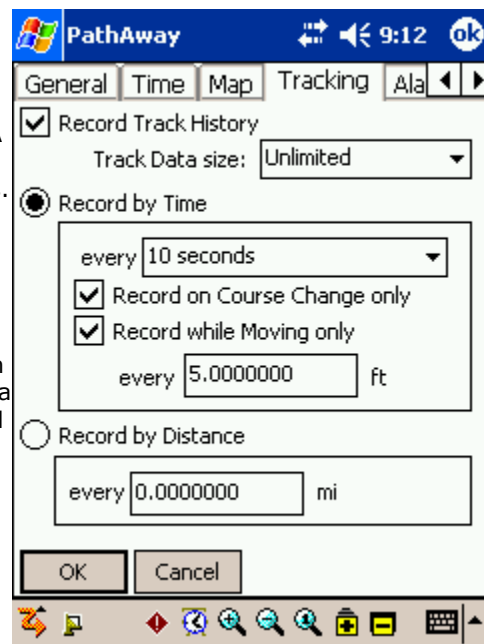 PathAway 9:12 ok
General Time Map Tracking Ala
Record Track History
Track Data size: Unlimited
Record by Time
every 10 seconds
Record on Course Change only
Record while Moving only
every 5.0000000 ft
Record by Distance
every 0.0000000 mi
OK Cancel